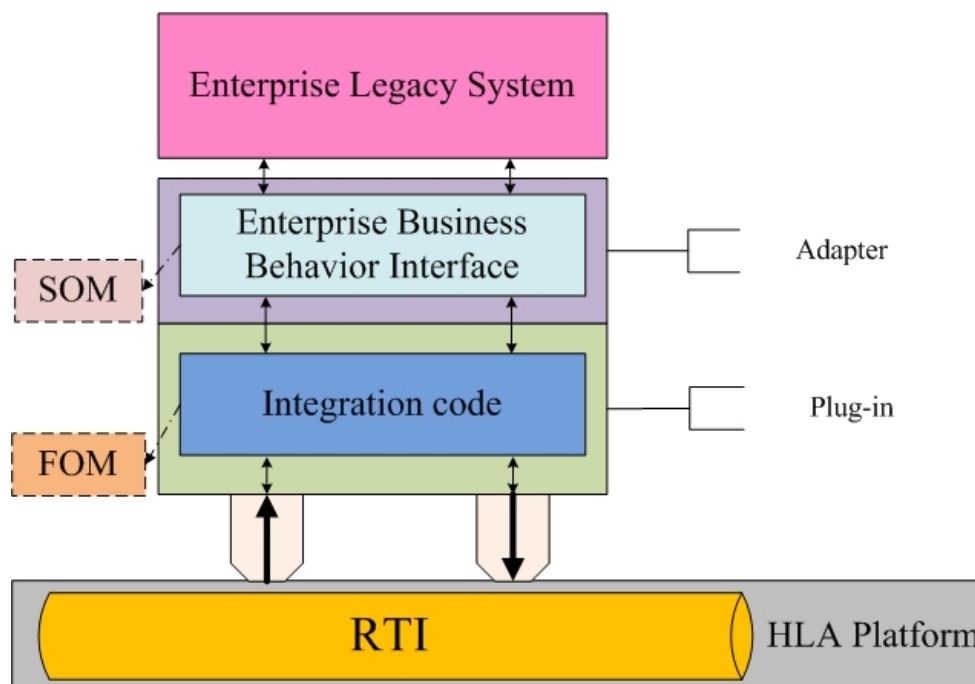 Enterprise Legacy System
Enterprise Business
Behavior Interface
Adapter
SOM
Integration code
Plug-in
FOM
RTI
HLA Platform